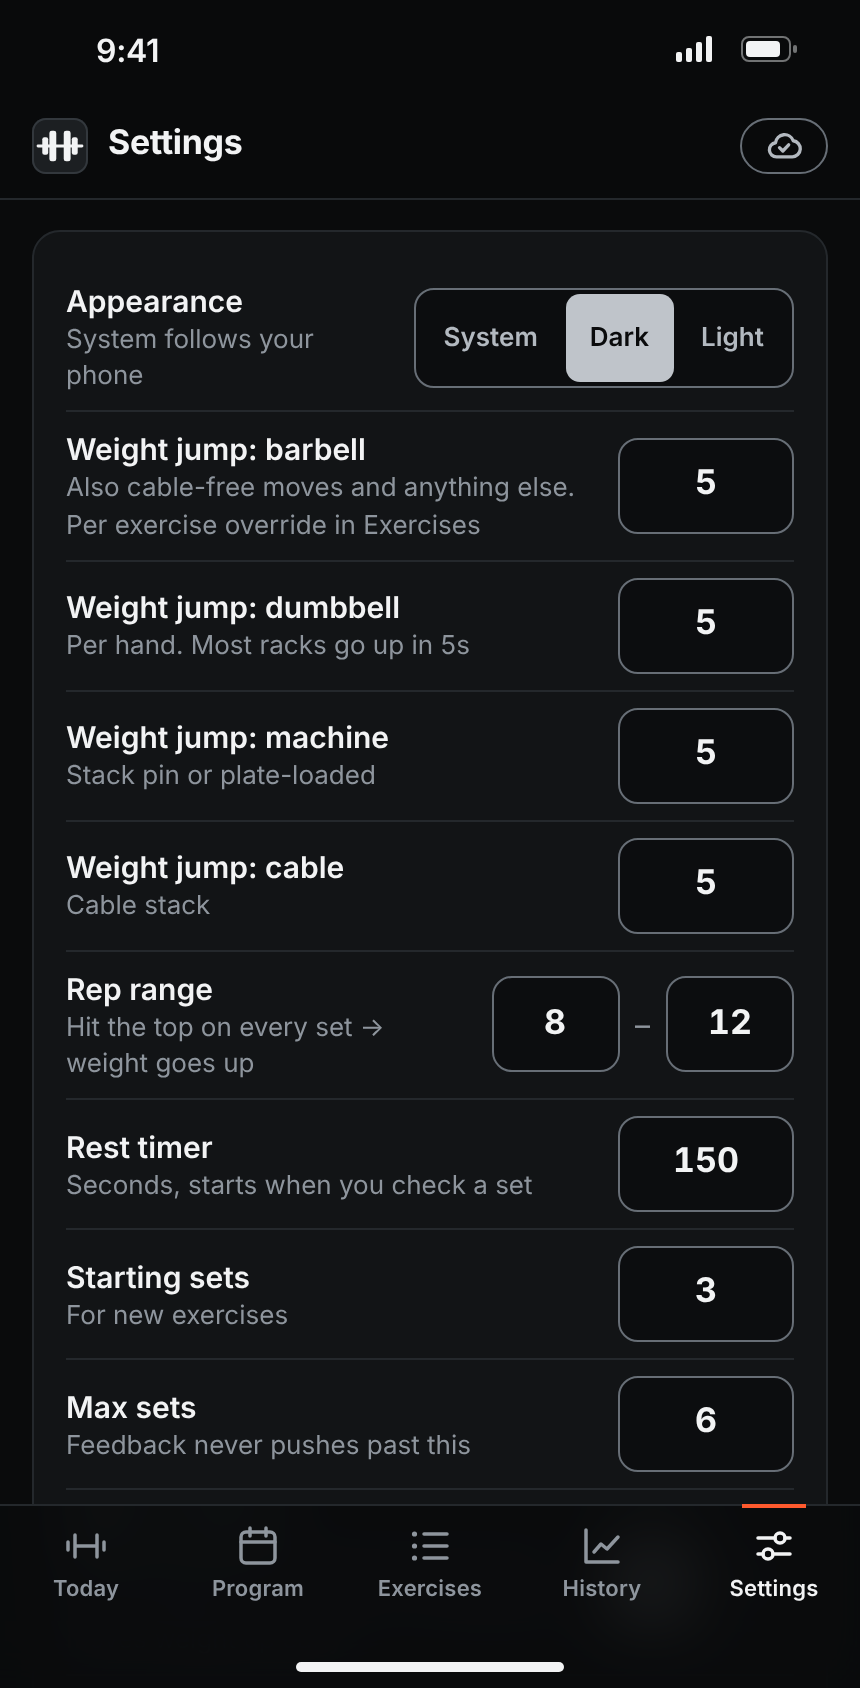 9:41
Settings
Appearance
System follows your
phone
System
Dark
Light
Weight jump: barbell
Also cable-free moves and anything else.
Per exercise override in Exercises
5
Weight jump: dumbbell
Per hand. Most racks go up in 5s
5
Weight jump: machine
Stack pin or plate-loaded
5
Weight jump: cable
Cable stack
5
Rep range
Hit the top on every set →
weight goes up
8 – 12
Rest timer
Seconds, starts when you check a set
150
Starting sets
For new exercises
3
Max sets
Feedback never pushes past this
6
Today
Program
Exercises
History
Settings